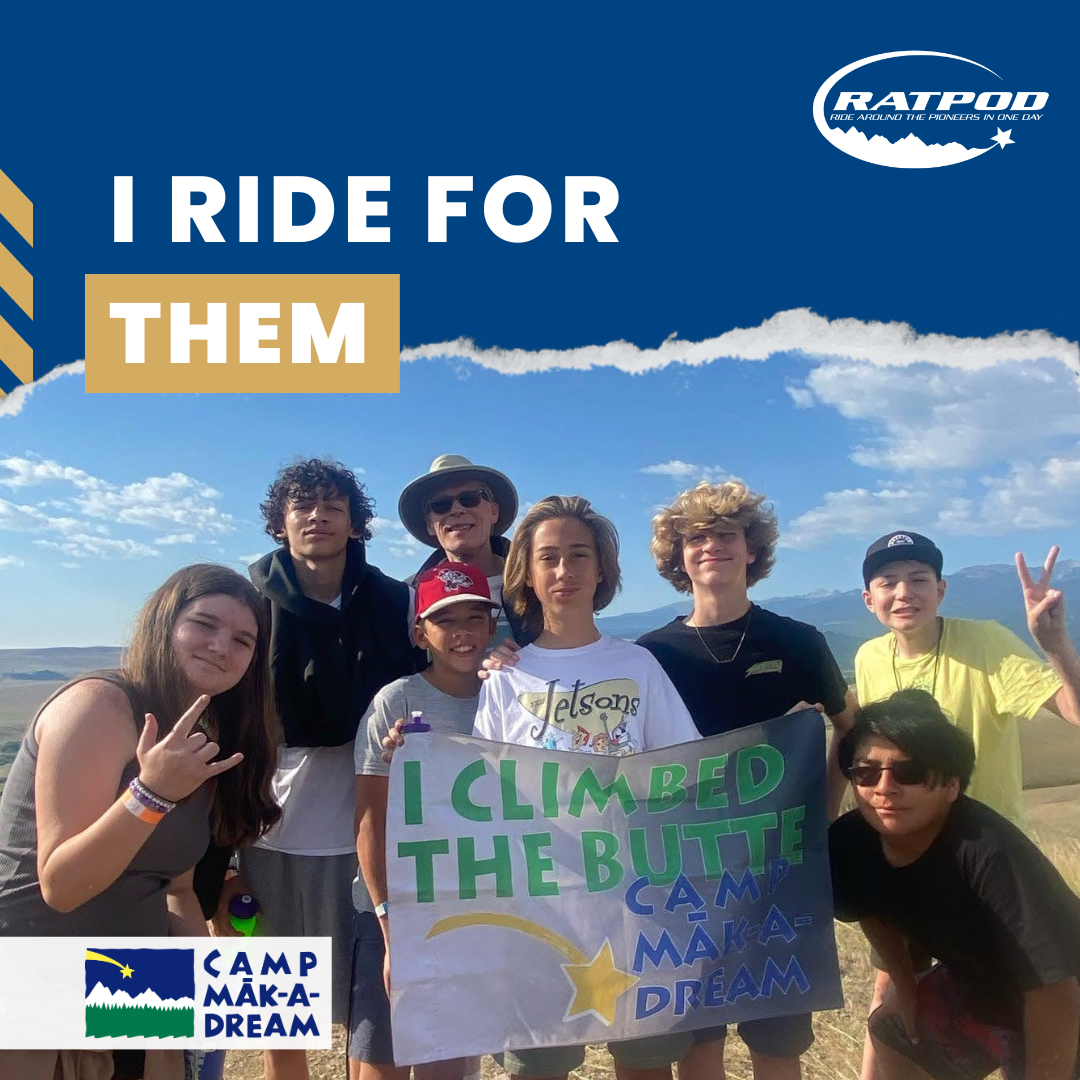 RATPOD
RIDE AROUND THE PIONEERS IN ONE DAY
I RIDE FOR
THEM
THE
Jetsons
I CLIMBED
THE BUTTE
CAMP
MĀK-A-
DREAM
CAMP
MĀK-A-
DREAM